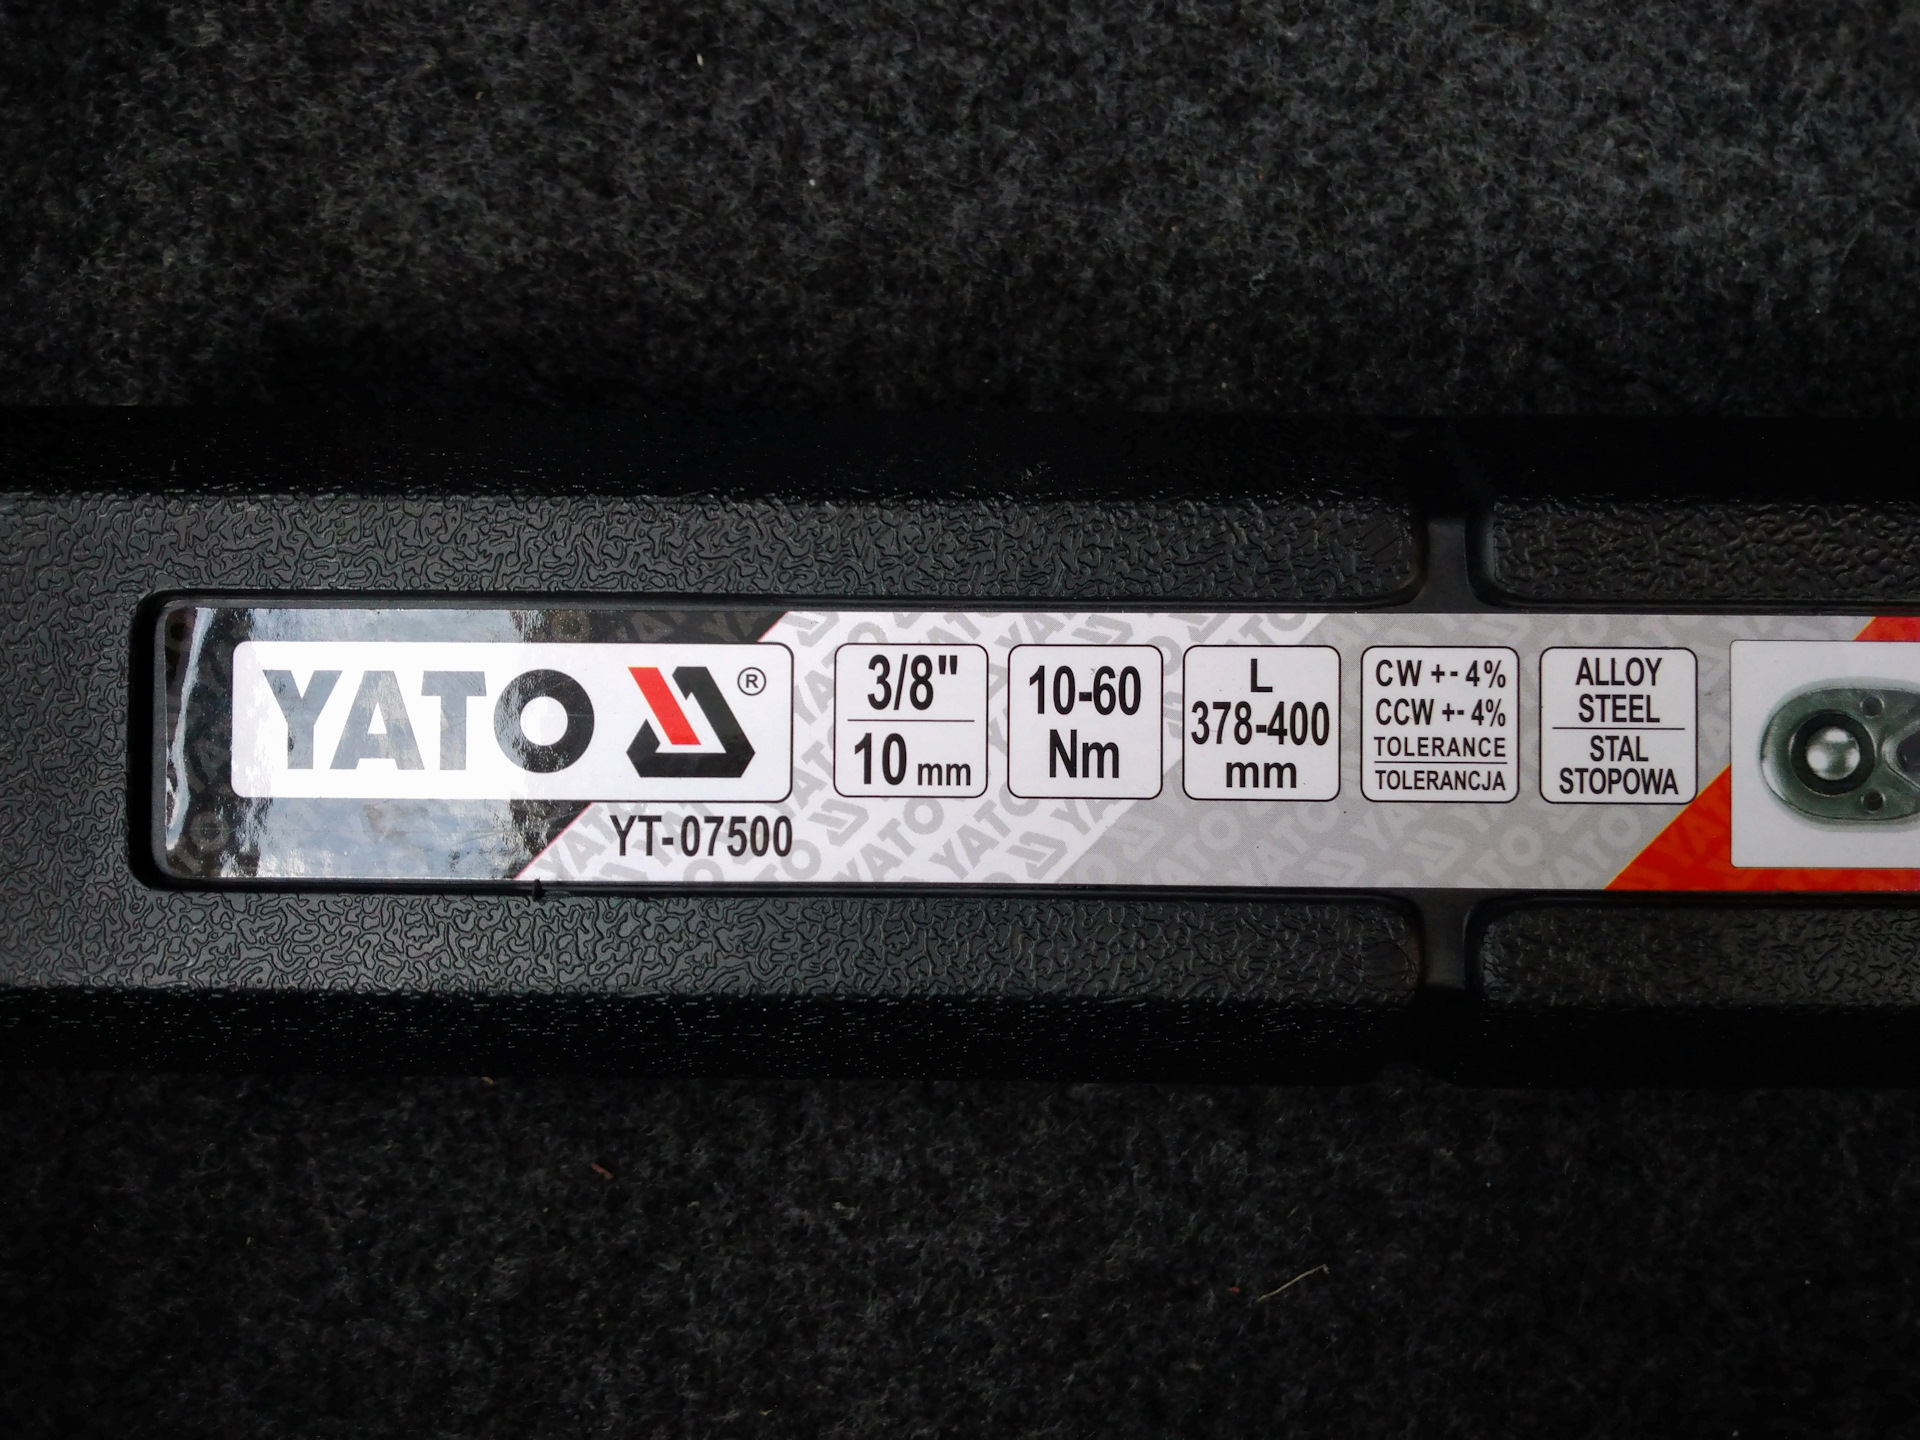 YATO ®
YT-07500
3/8"
10 mm
10-60
Nm
L
378-400
mm
CW +- 4%
CCW +- 4%
TOLERANCE
TOLERANCJA
ALLOY
STEEL
STAL
STOPOWA